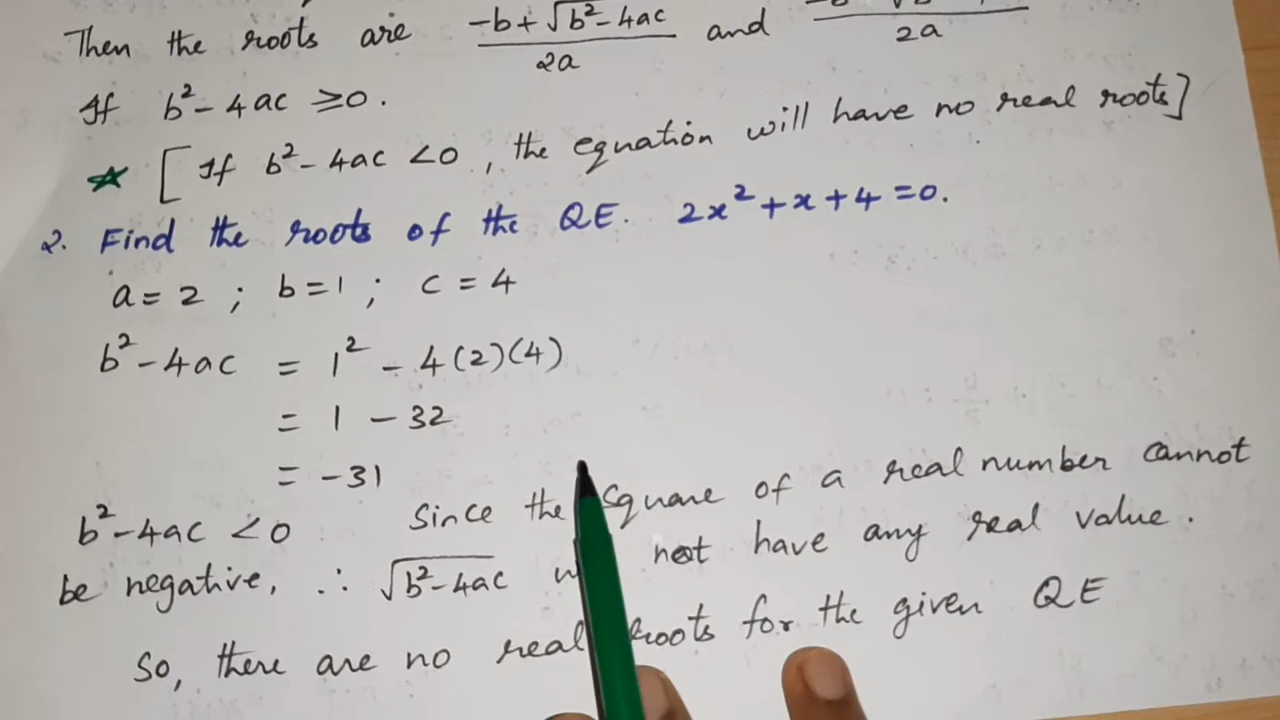 Then the roots are -b+√b²-4ac/2a and 2a
If b²-4ac ≥0.
☆ [If b²-4ac <0, the equation will have no real roots]
2. Find the roots of the QE. 2x²+x+4=0.
a=2 ; b=1 ; c=4
b²-4ac = 1² - 4(2)(4)
= 1 - 32
= -31
b²-4ac <0 Since the square of a real number cannot
be negative, ∴ √b²-4ac not have any real value.
So, there are no real roots for the given QE